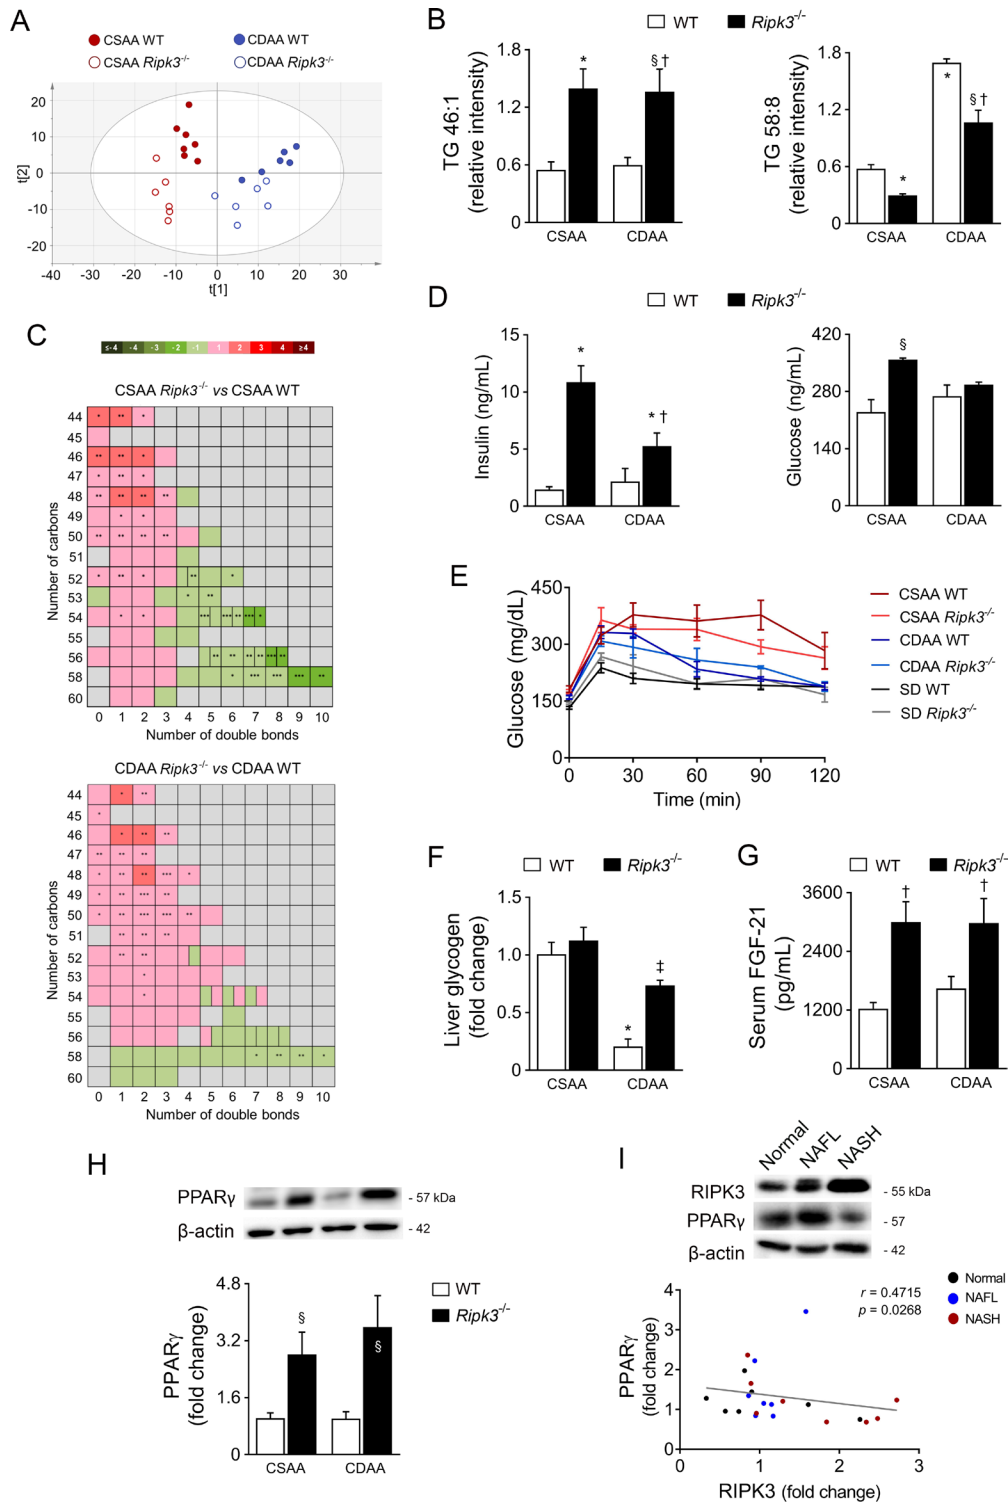 A
CSAA WT
CDAA WT
CSAA Ripk3-/-
CDAA Ripk3-/-
t[2]
20
10
0
-10
-20
-40 -30 -20 -10 0 10 20 30
t[1]
B
WT Ripk3-/-
TG 46:1
(relative intensity)
1.8
1.2
0.6
0
*
§ †
CSAA CDAA
TG 58:8
(relative intensity)
1.8
1.2
0.6
0
*
*
§ †
CSAA CDAA
C
≤-4 -4 -3 -2 -1 1 2 3 4 ≥4
CSAA Ripk3-/- vs CSAA WT
Number of carbons
44
45
46
47
48
49
50
51
52
53
54
55
56
58
60
0 1 2 3 4 5 6 7 8 9 10
Number of double bonds
CDAA Ripk3-/- vs CDAA WT
Number of carbons
44
45
46
47
48
49
50
51
52
53
54
55
56
58
60
0 1 2 3 4 5 6 7 8 9 10
Number of double bonds
D
WT Ripk3-/-
Insulin (ng/mL)
15
10
5
0
*
* †
CSAA CDAA
Glucose (ng/mL)
420
280
140
0
§
CSAA CDAA
E
Glucose (mg/dL)
450
300
150
0
0 30 60 90 120
Time (min)
CSAA WT
CSAA Ripk3-/-
CDAA WT
CDAA Ripk3-/-
SD WT
SD Ripk3-/-
F
WT Ripk3-/-
Liver glycogen
(fold change)
1.5
1.0
0.5
0
*
‡
CSAA CDAA
G
WT Ripk3-/-
Serum FGF-21
(pg/mL)
3600
2400
1200
0
†
†
CSAA CDAA
H
PPARγ
- 57 kDa
β-actin
- 42
PPARγ
(fold change)
4.8
3.2
1.6
0
§
§
CSAA CDAA
WT
Ripk3-/-
I
Normal NAFL NASH
RIPK3
- 55 kDa
PPARγ
- 57
β-actin
- 42
PPARγ
(fold change)
4
3
2
1
0
0 1 2 3
RIPK3 (fold change)
r = 0.4715
p = 0.0268
Normal
NAFL
NASH